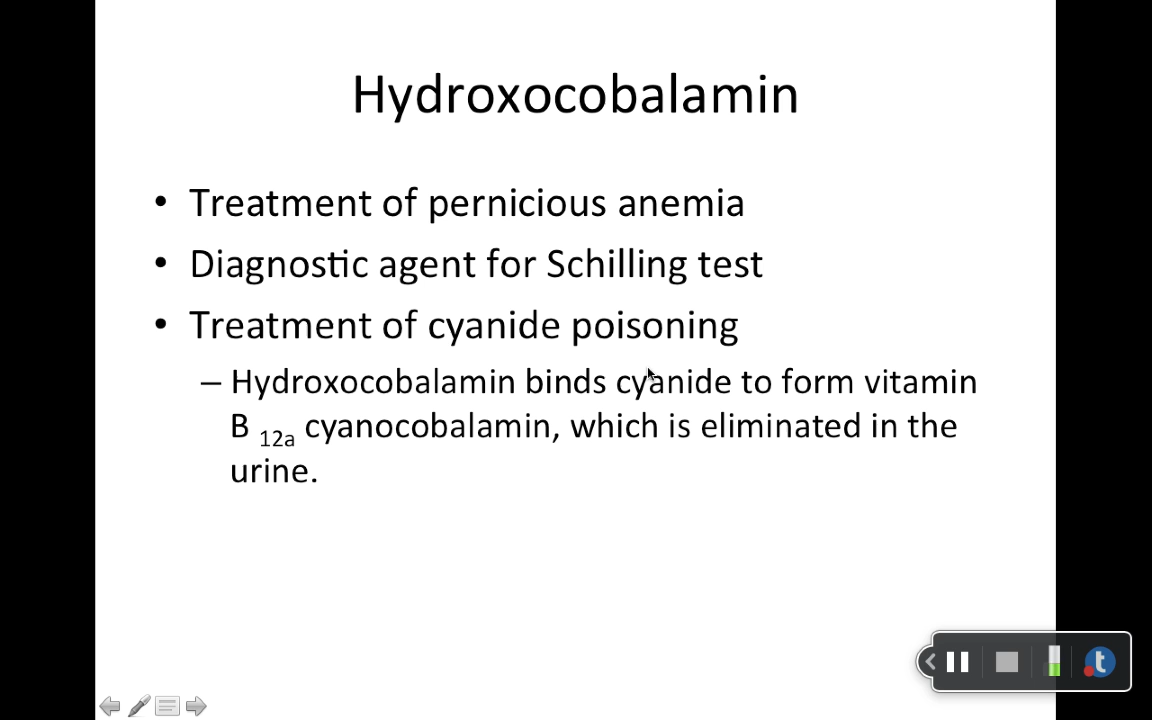 Hydroxocobalamin
• Treatment of pernicious anemia
• Diagnostic agent for Schilling test
• Treatment of cyanide poisoning
– Hydroxocobalamin binds cyanide to form vitamin
B 12a cyanocobalamin, which is eliminated in the
urine.
t